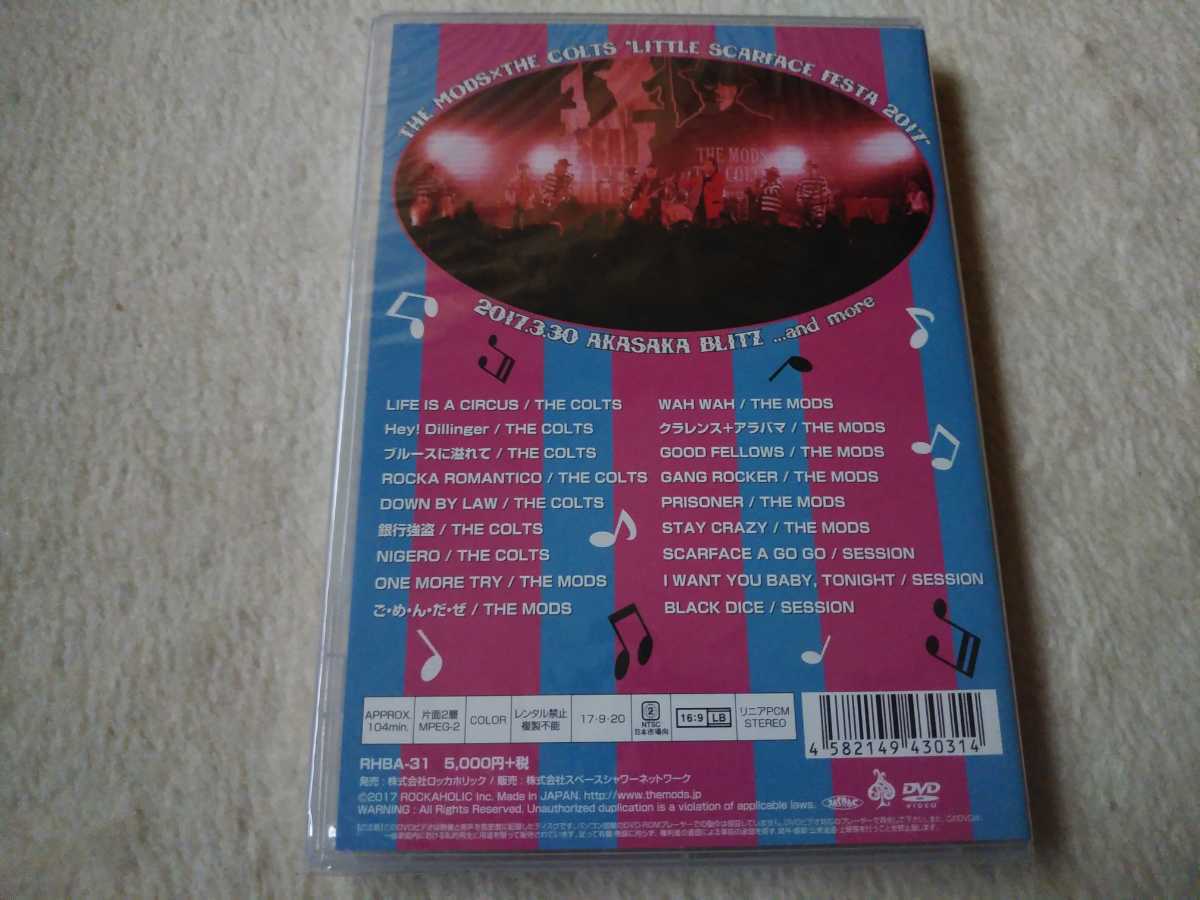 THE MODS×THE COLTS "LITTLE SCARFACE FESTA 2017"
THE MODS
2017.3.30 AKASAKA BLITZ ...and more
LIFE IS A CIRCUS / THE COLTS
Hey! Dillinger / THE COLTS
ブルースに溢れて / THE COLTS
ROCKA ROMANTICO / THE COLTS
DOWN BY LAW / THE COLTS
銀行強盗 / THE COLTS
NIGERO / THE COLTS
ONE MORE TRY / THE MODS
ご・め・ん・だ・ぜ / THE MODS
WAH WAH / THE MODS
クラレンス+アラバマ / THE MODS
GOOD FELLOWS / THE MODS
GANG ROCKER / THE MODS
PRISONER / THE MODS
STAY CRAZY / THE MODS
SCARFACE A GO GO / SESSION
I WANT YOU BABY, TONIGHT / SESSION
BLACK DICE / SESSION
APPROX.
104min.
片面2層
MPEG-2
COLOR
レンタル禁止
複製不能
17・9・20
2
NTSC
日本市場向
16:9 LB
リニアPCM
STEREO
4 582149 430314
RHBA-31 5,000円+税
発売:株式会社ロッカホリック / 販売:株式会社スペースシャワーネットワーク
©2017 ROCKAHOLIC Inc. Made in JAPAN. http://www.themods.jp/
WARNING : All Rights Reserved. Unauthorized duplication is a violation of applicable laws.
JASRAC
DVD
VIDEO